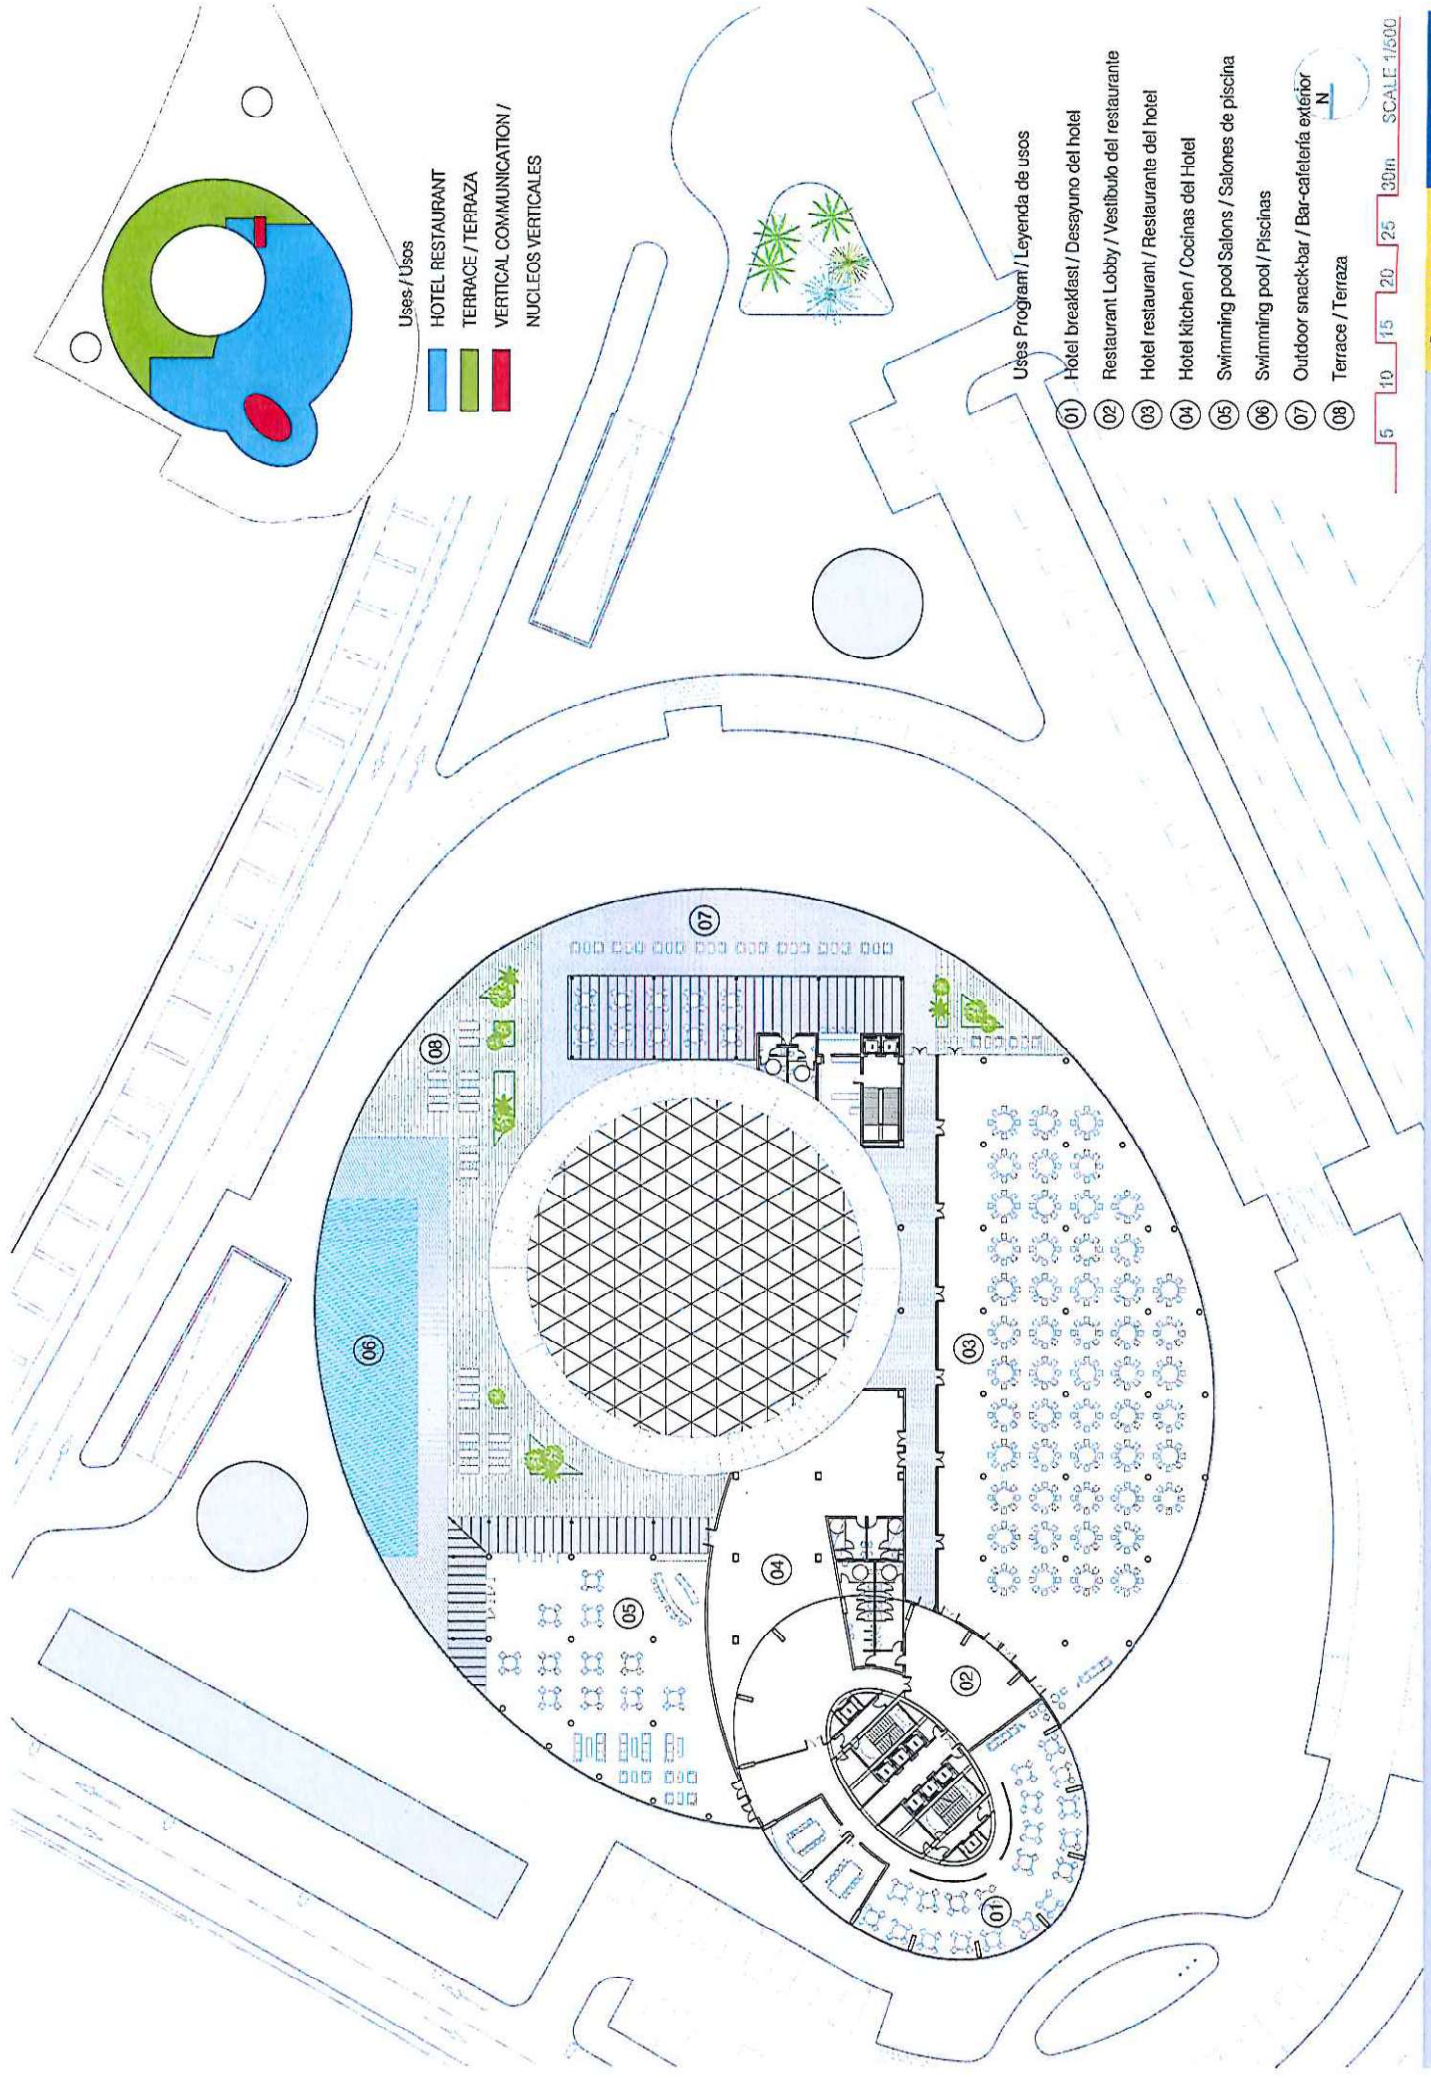 Uses / Usos
HOTEL RESTAURANT
TERRACE / TERRAZA
VERTICAL COMMUNICATION /
NUCLEOS VERTICALES
Uses Program / Leyenda de usos
01 Hotel breakfast / Desayuno del hotel
02 Restaurant Lobby / Vestíbulo del restaurante
03 Hotel restaurant / Restaurante del hotel
04 Hotel kitchen / Cocinas del Hotel
05 Swimming pool Salons / Salones de piscina
06 Swimming pool / Piscinas
07 Outdoor snack-bar / Bar-cafetería exterior
08 Terrace / Terraza
N
5 10 15 20 25 30m SCALE 1/500
06
08
07
05
04
03
02
01